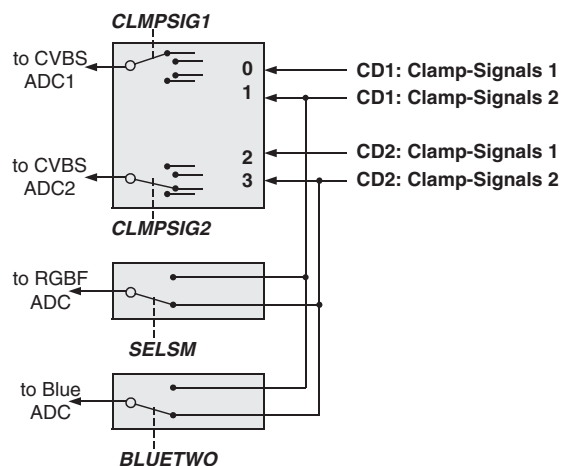 CLMPSIG1
to CVBS
ADC1
0
CD1: Clamp-Signals 1
1
CD1: Clamp-Signals 2
to CVBS
ADC2
2
CD2: Clamp-Signals 1
3
CD2: Clamp-Signals 2
CLMPSIG2
to RGBF
ADC
SELSM
to Blue
ADC
BLUETWO